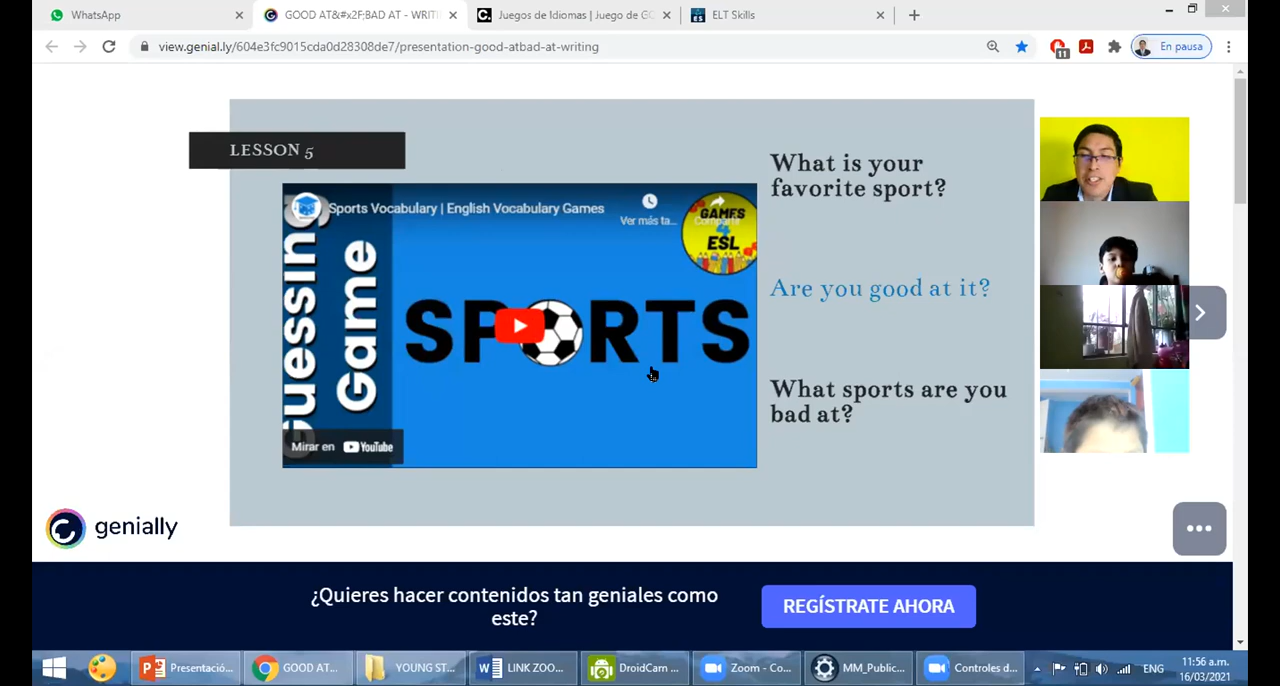 WhatsApp
GOOD AT&#x2F;BAD AT - WRITI
Juegos de Idiomas | Juego de GO
ELT Skills
view.genial.ly/604e3fc9015cda0d28308de7/presentation-good-atbad-at-writing
11
En pausa
LESSON 5
Sports Vocabulary | English Vocabulary Games
Ver más ta...
Compartir
GAMES
4
ESL
Guessing
Game
SPORTS
Mirar en YouTube
What is your
favorite sport?
Are you good at it?
What sports are you
bad at?
genially
¿Quieres hacer contenidos tan geniales como
este?
REGÍSTRATE AHORA
Presentació...
GOOD AT...
YOUNG ST...
LINK ZOO...
DroidCam ...
Zoom - Co...
MM_Public...
Controles d...
ENG
11:56 a.m.
16/03/2021